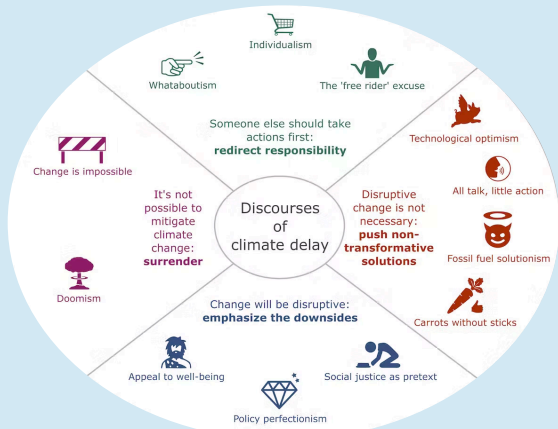 Individualism
Whataboutism
The 'free rider' excuse
Someone else should take
actions first:
redirect responsibility
Technological optimism
All talk, little action
Fossil fuel solutionism
Carrots without sticks
Disruptive
change is not
necessary:
push non-
transformative
solutions
Change will be disruptive:
emphasize the downsides
Social justice as pretext
Policy perfectionism
Appeal to well-being
It's not
possible to
mitigate
climate
change:
surrender
Change is impossible
Doomism
Discourses
of
climate delay